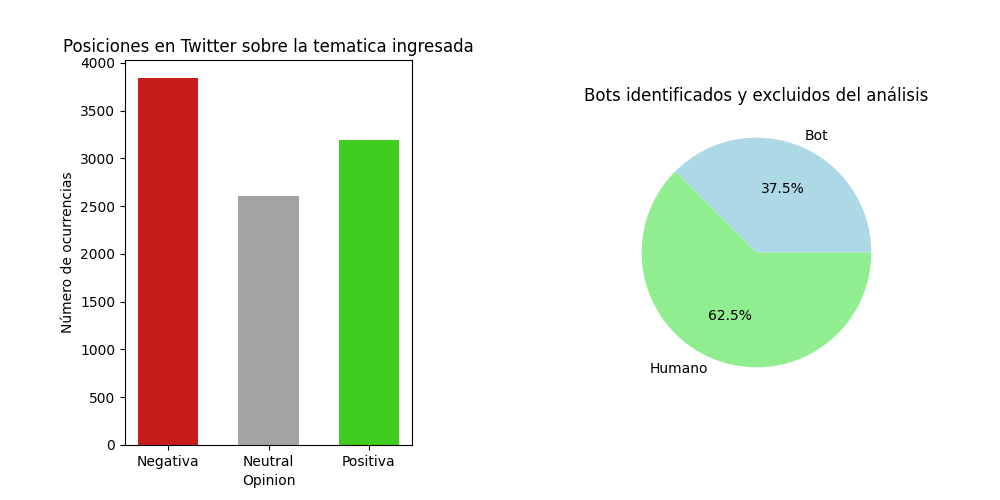 Posiciones en Twitter sobre la tematica ingresada
Número de ocurrencias
4000
3500
3000
2500
2000
1500
1000
500
0
Negativa
Neutral
Positiva
Opinion
Bots identificados y excluidos del análisis
Bot
37.5%
62.5%
Humano